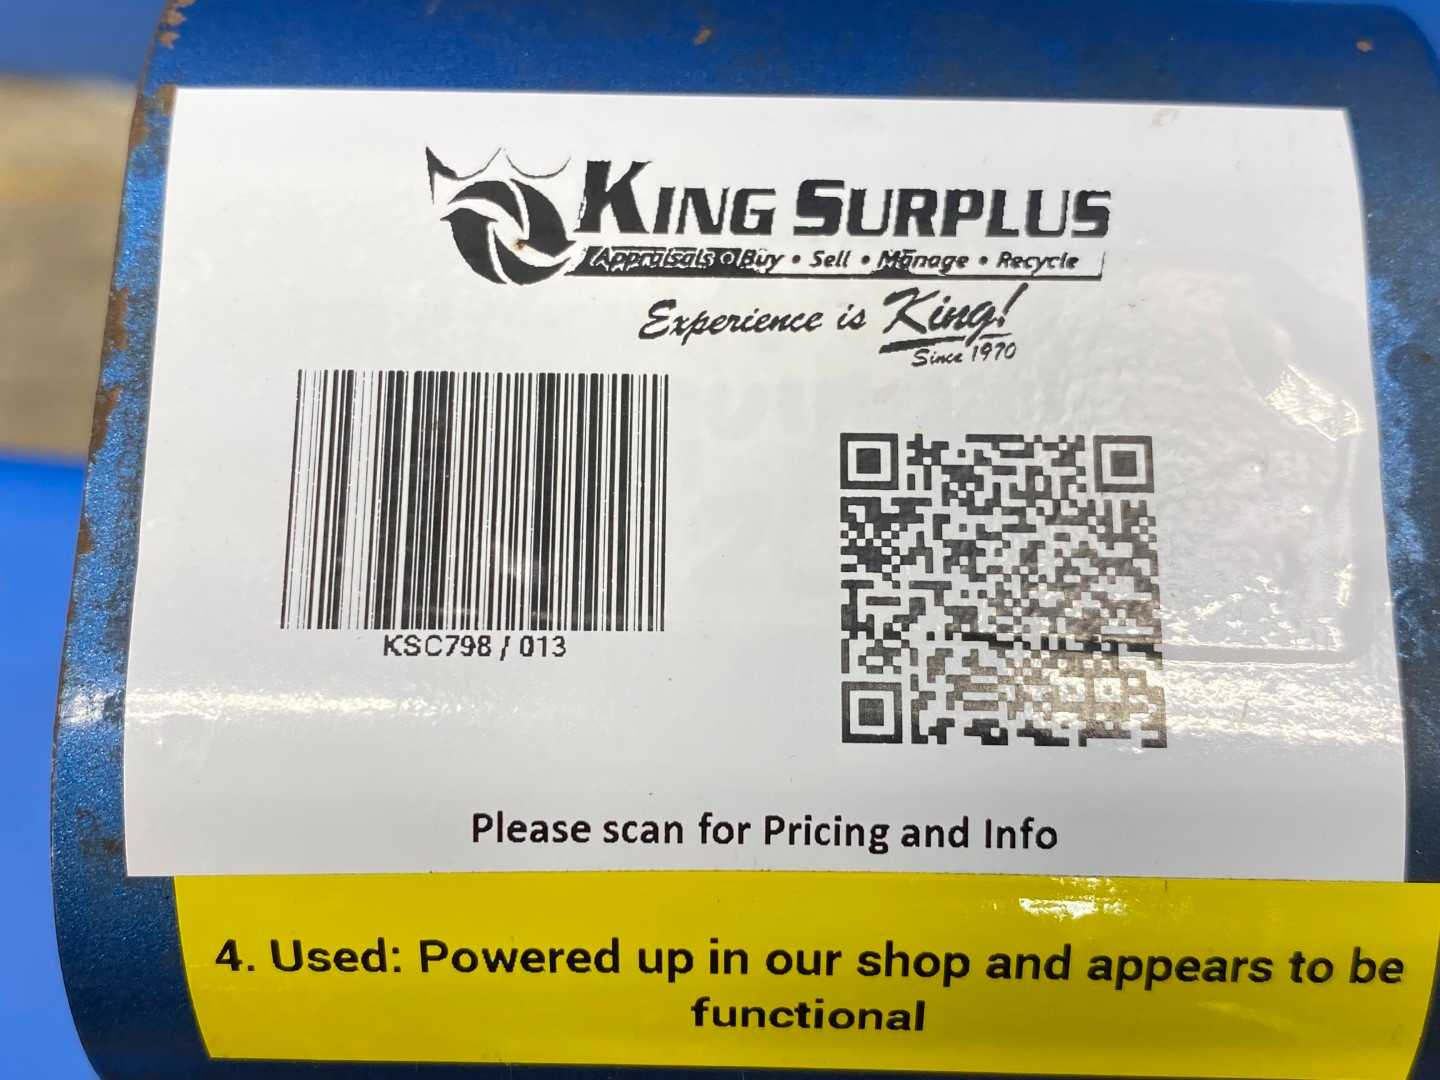 KING SURPLUS
Appraisals • Buy • Sell • Manage • Recycle
Experience is King!
Since 1970
KSC798 / 013
Please scan for Pricing and Info
4. Used: Powered up in our shop and appears to be
functional